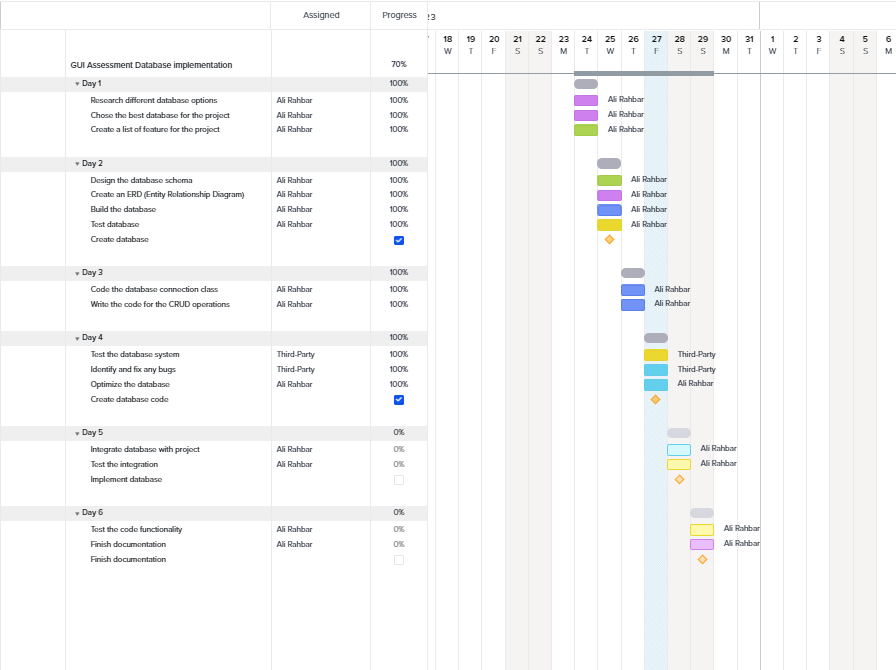 Assigned Progress 23
18 19 20 21 22 23 24 25 26 27 28 29 30 31 1 2 3 4 5 6
W T F S S M T W T F S S M T W T F S S M
GUI Assessment Database implementation 70%
Day 1 100%
Research different database options Ali Rahbar 100% Ali Rahbar
Chose the best database for the project Ali Rahbar 100% Ali Rahbar
Create a list of feature for the project Ali Rahbar 100% Ali Rahbar
Day 2 100%
Design the database schema Ali Rahbar 100% Ali Rahbar
Create an ERD (Entity Relationship Diagram) Ali Rahbar 100% Ali Rahbar
Build the database Ali Rahbar 100% Ali Rahbar
Test database Ali Rahbar 100% Ali Rahbar
Create database
Day 3 100%
Code the database connection class Ali Rahbar 100% Ali Rahbar
Write the code for the CRUD operations Ali Rahbar 100% Ali Rahbar
Day 4 100%
Test the database system Third-Party 100% Third-Party
Identify and fix any bugs Third-Party 100% Third-Party
Optimize the database Ali Rahbar 100% Ali Rahbar
Create database code
Day 5 0%
Integrate database with project Ali Rahbar 0% Ali Rahbar
Test the integration Ali Rahbar 0% Ali Rahbar
Implement database
Day 6 0%
Test the code functionality Ali Rahbar 0% Ali Rahbar
Finish documentation Ali Rahbar 0% Ali Rahbar
Finish documentation